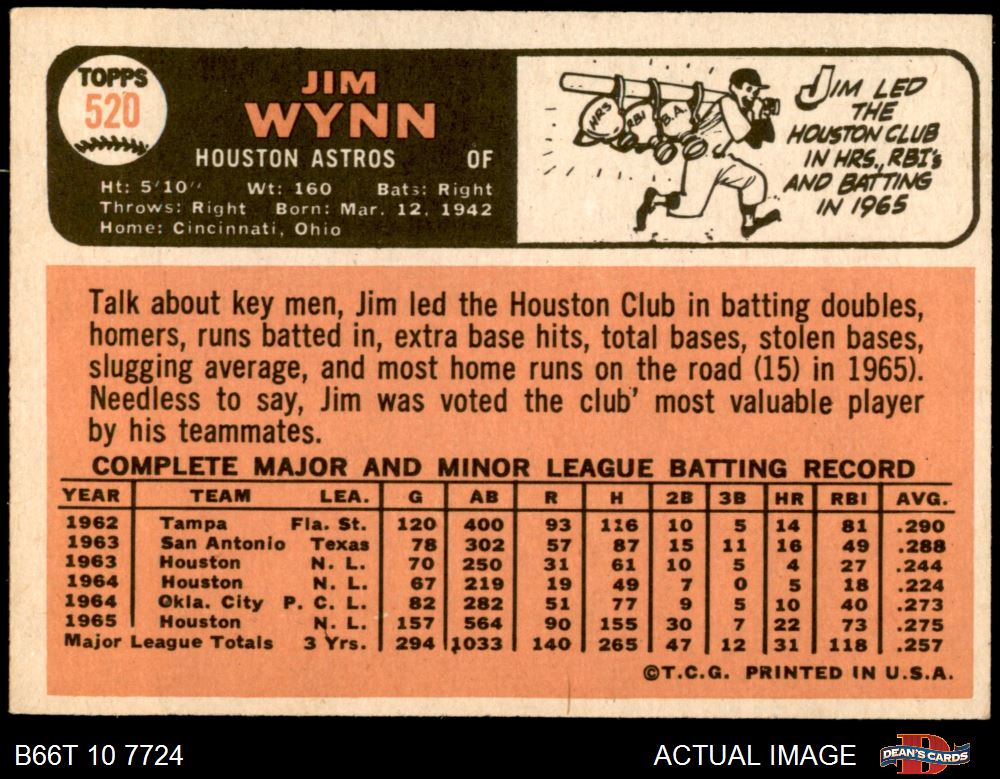 TOPPS
520
JIM
WYNN
HOUSTON ASTROS OF
Ht: 5'10" Wt: 160 Bats: Right
Throws: Right Born: Mar. 12, 1942
Home: Cincinnati, Ohio
HRS
RBI
B.A.
JIM LED
THE
HOUSTON CLUB
IN HRS., RBI's
AND BATTING
IN 1965
Talk about key men, Jim led the Houston Club in batting doubles,
homers, runs batted in, extra base hits, total bases, stolen bases,
slugging average, and most home runs on the road (15) in 1965).
Needless to say, Jim was voted the club' most valuable player
by his teammates.
COMPLETE MAJOR AND MINOR LEAGUE BATTING RECORD
YEAR TEAM LEA. G AB R H 2B 3B HR RBI AVG.
1962 Tampa Fla. St. 120 400 93 116 10 5 14 81 .290
1963 San Antonio Texas 78 302 57 87 15 11 16 49 .288
1963 Houston N. L. 70 250 31 61 10 5 4 27 .244
1964 Houston N. L. 67 219 19 49 7 0 5 18 .224
1964 Okla. City P. C. L. 82 282 51 77 9 5 10 40 .273
1965 Houston N. L. 157 564 90 155 30 7 22 73 .275
Major League Totals 3 Yrs. 294 1033 140 265 47 12 31 118 .257
©T.C.G. PRINTED IN U.S.A.
B66T 10 7724 ACTUAL IMAGE DEAN'S CARDS